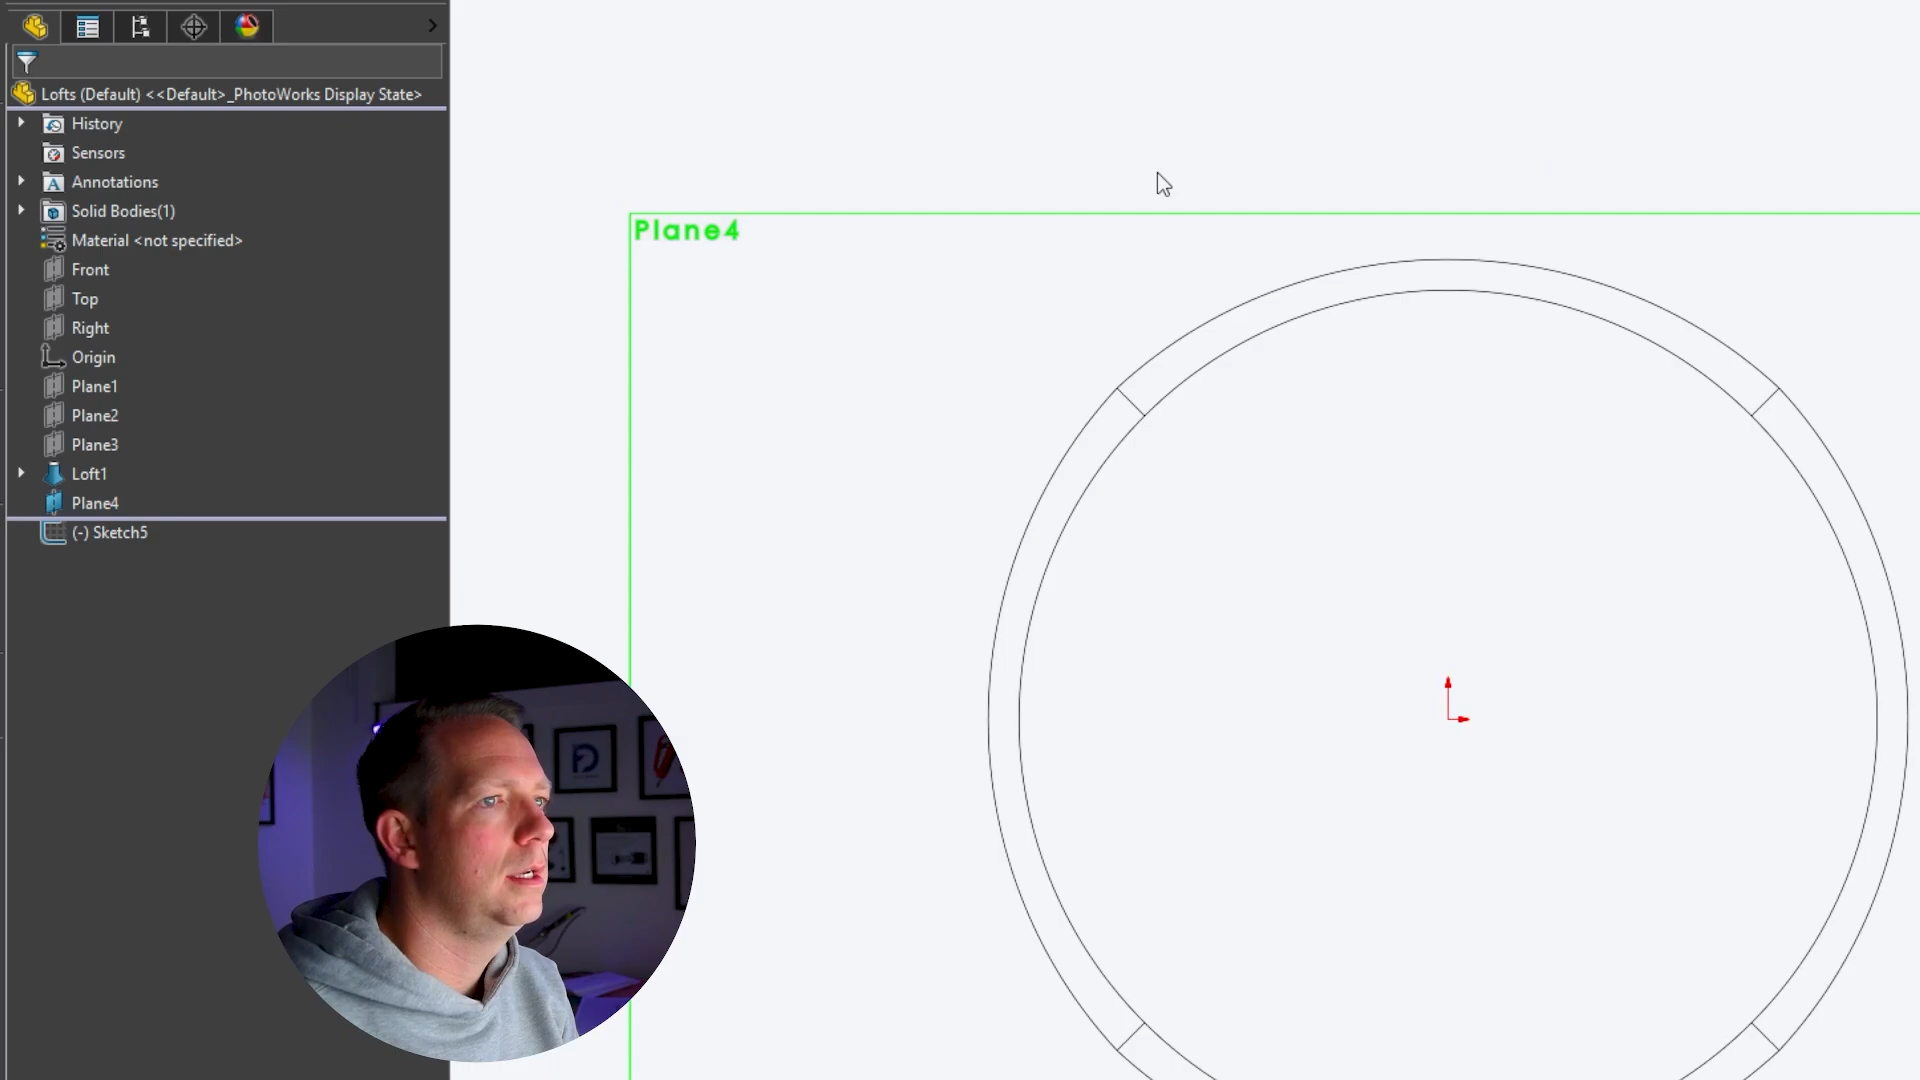 Lofts (Default) <<Default>_PhotoWorks Display State>
History
Sensors
Annotations
Solid Bodies(1)
Material <not specified>
Front
Top
Right
Origin
Plane1
Plane2
Plane3
Loft1
Plane4
(-) Sketch5
Plane4